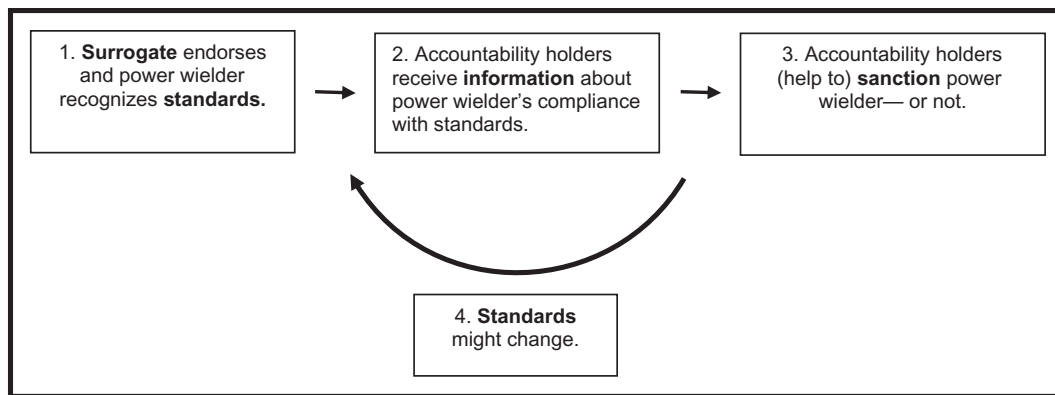 1. Surrogate endorses
and power wielder
recognizes standards.
2. Accountability holders
receive information about
power wielder's compliance
with standards.
3. Accountability holders
(help to) sanction power
wielder— or not.
4. Standards
might change.